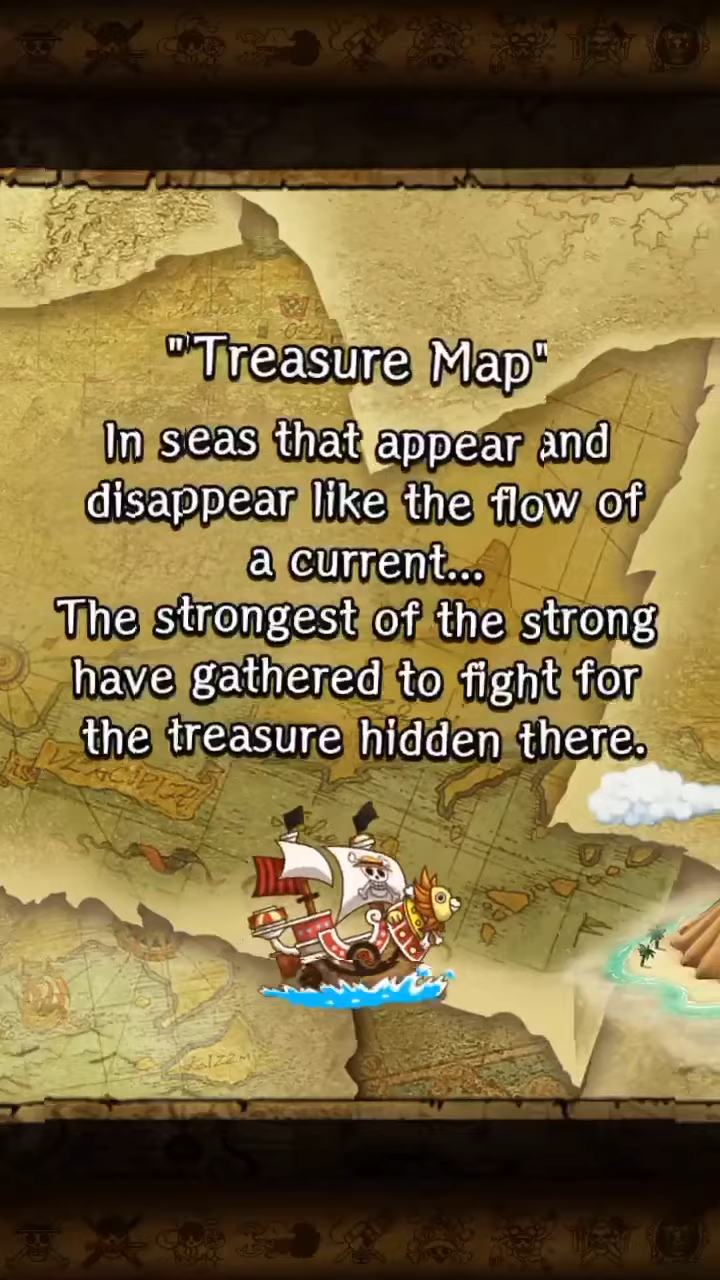 "Treasure Map"
In seas that appear and
disappear like the flow of
a current...
The strongest of the strong
have gathered to fight for
the treasure hidden there.